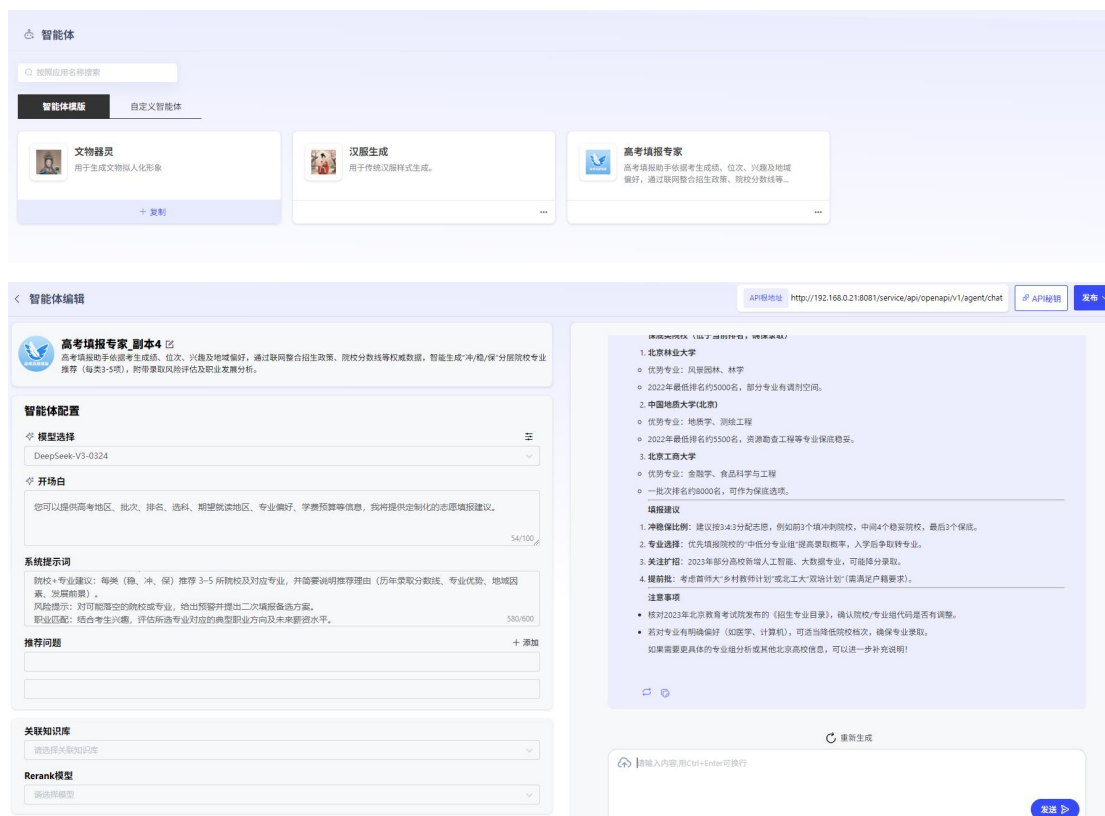 智能体
按照应用名称搜索
智能体模版
自定义智能体
文物器灵
用于生成文物拟人化形象
+ 复制
汉服生成
用于传统汉服样式生成。
...
高考填报专家
高考填报助手依据考生成绩、位次、兴趣及地域
偏好，通过联网整合招生政策、院校分数线等...
...
< 智能体编辑
API根地址 http://192.168.0.21:8081/service/api/openapi/v1/agent/chat
API秘钥
发布
高考填报专家_副本4
高考填报助手依据考生成绩、位次、兴趣及地域偏好，通过联网整合招生政策、院校分数线等权威数据，智能生成“冲/稳/保”分层院校专业
推荐（每类3-5项），附带录取风险评估及职业发展分析。
智能体配置
模型选择
DeepSeek-V3-0324
开场白
您可以提供高考地区、批次、排名、选科、期望就读地区、专业偏好、学费预算等信息，我将提供定制化的志愿填报建议。
54/100
系统提示词
院校+专业建议：每类（稳、冲、保）推荐 3–5 所院校及对应专业，并简要说明推荐理由（历年录取分数线、专业优势、地域因
素、发展前景）。
风险提示：对可能落空的院校或专业，给出预警并提出二次填报备选方案。
职业匹配：结合考生兴趣，评估所选专业对应的典型职业方向及未来薪资水平。
580/600
推荐问题
+ 添加
关联知识库
请选择关联知识库
Rerank模型
请选择模型
保底类院校（低于当前排名，确保录取）
1. 北京林业大学
优势专业：风景园林、林学
2022年最低排名约5000名，部分专业有调剂空间。
2. 中国地质大学(北京)
优势专业：地质学、测绘工程
2022年最低排名约5500名，资源勘查工程等专业保底稳妥。
3. 北京工商大学
优势专业：金融学、食品科学与工程
一批次排名约8000名，可作为保底选项。
填报建议
1. 冲稳保比例：建议按3:4:3分配志愿，例如前3个填冲刺院校，中间4个稳妥院校，最后3个保底。
2. 专业选择：优先填报院校的“中低分专业组”提高录取概率，入学后争取转专业。
3. 关注扩招：2023年部分高校新增人工智能、大数据专业，可能降分录取。
4. 提前批：考虑首师大“乡村教师计划”或北工大“双培计划”(需满足户籍要求）。
注意事项
核对2023年北京教育考试院发布的《招生专业目录》，确认院校/专业组代码是否有调整。
若对专业有明确偏好（如医学、计算机），可适当降低院校档次，确保专业录取。
如果需要更具体的专业组分析或其他北京高校信息，可以进一步补充说明！
重新生成
请输入内容,用Ctrl+Enter可换行
发送